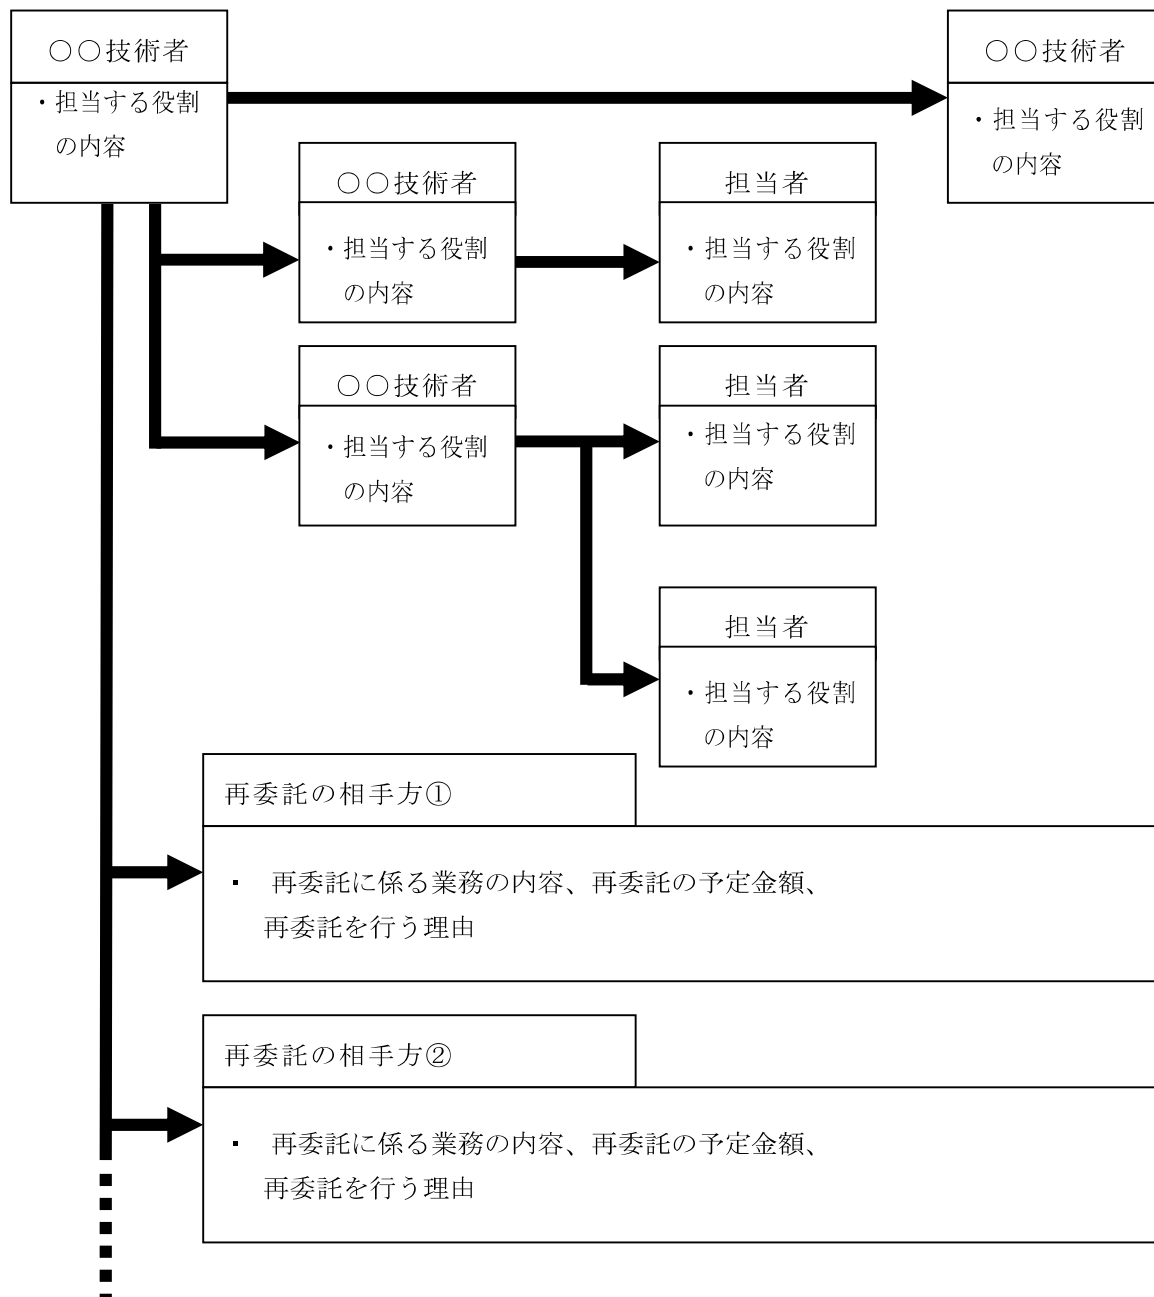 〇〇技術者
・担当する役割
の内容
〇〇技術者
・担当する役割
の内容
〇〇技術者
・担当する役割
の内容
担当者
・担当する役割
の内容
〇〇技術者
・担当する役割
の内容
担当者
・担当する役割
の内容
担当者
・担当する役割
の内容
再委託の相手方①
・ 再委託に係る業務の内容、再委託の予定金額、
再委託を行う理由
再委託の相手方②
・ 再委託に係る業務の内容、再委託の予定金額、
再委託を行う理由